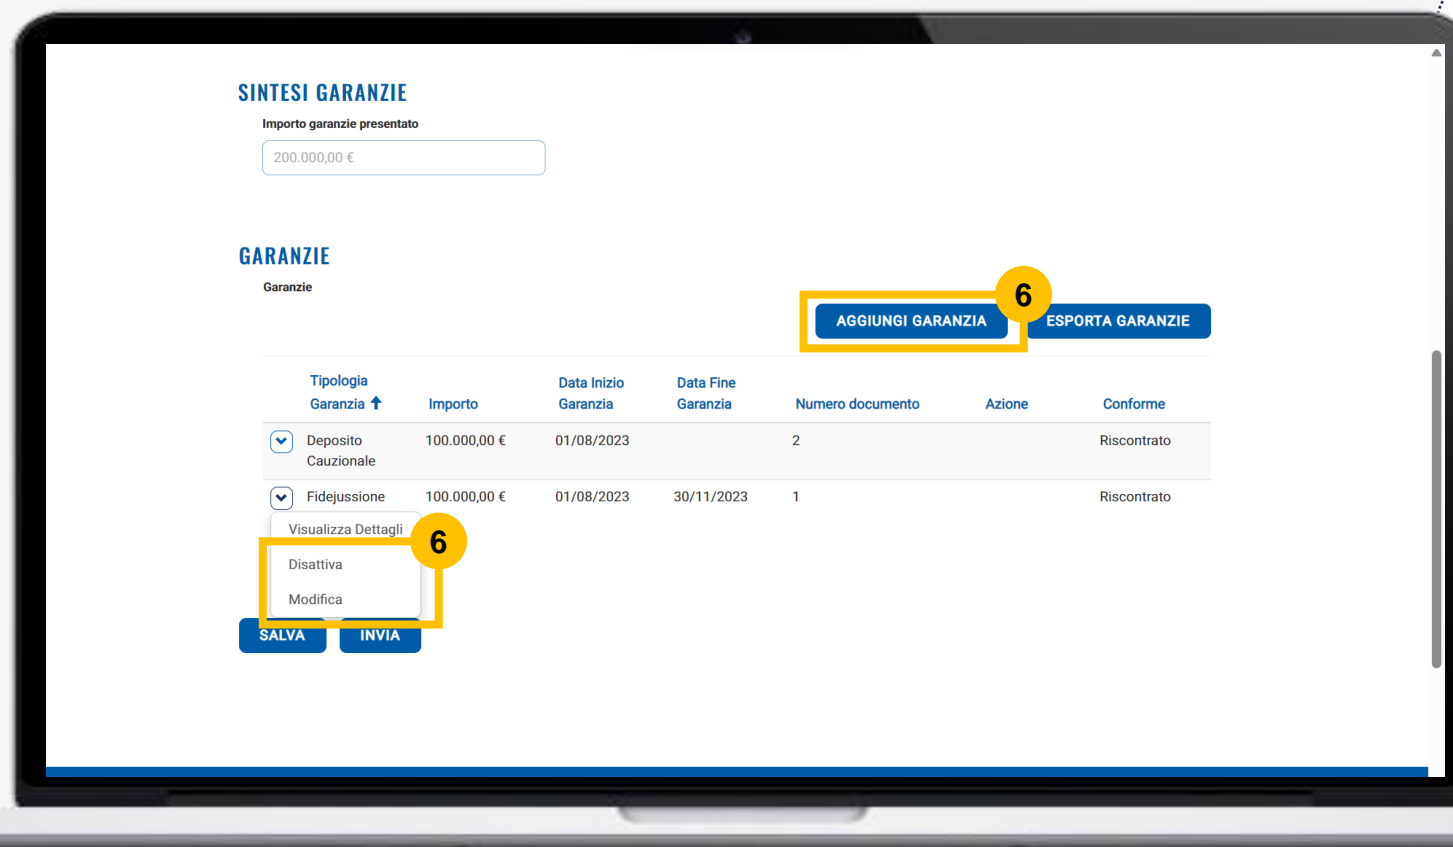 SINTESI GARANZIE
Importo garanzie presentato
200.000,00 €
GARANZIE
Garanzie
6
AGGIUNGI GARANZIA
ESPORTA GARANZIE
Tipologia
Garanzia
Importo
Data Inizio
Garanzia
Data Fine
Garanzia
Numero documento
Azione
Conforme
Deposito
Cauzionale
100.000,00 €
01/08/2023
2
Riscontrato
Fidejussione
100.000,00 €
01/08/2023
30/11/2023
1
Riscontrato
Visualizza Dettagli
6
Disattiva
Modifica
SALVA
INVIA